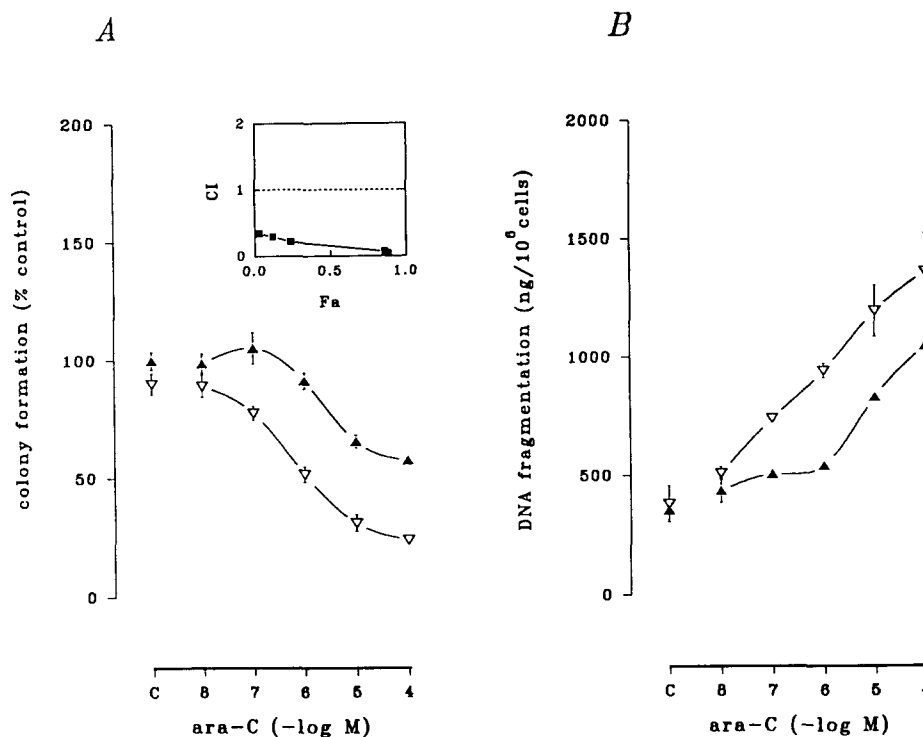 A
colony formation (% control)
200
150
100
50
0
C 8 7 6 5 4
ara-C (-log M)
CI
2
1
0
0.0 0.5 1.0
Fa
B
DNA fragmentation (ng/10⁶ cells)
2000
1500
1000
500
0
C 8 7 6 5
ara-C (-log M)